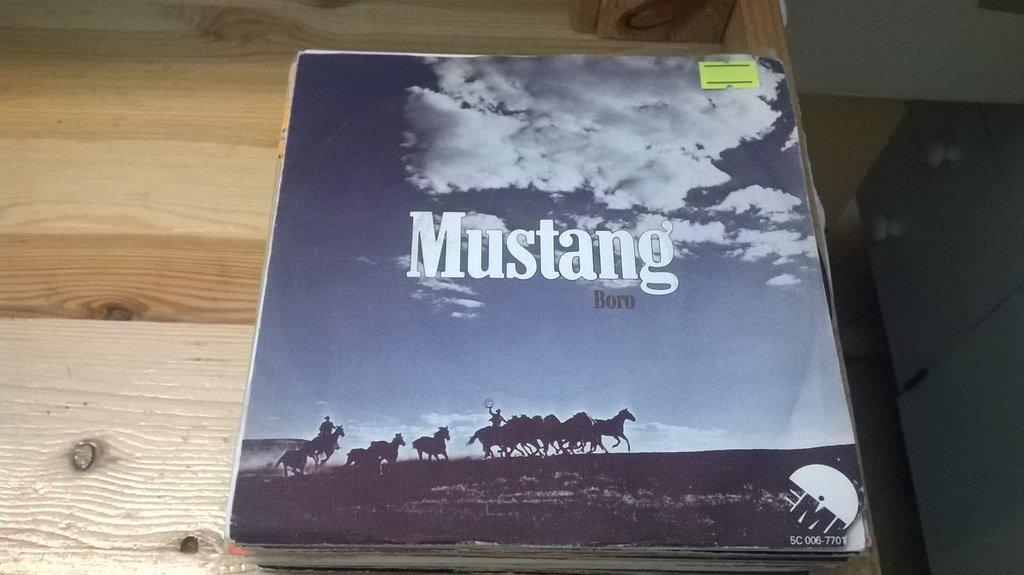 Mustang
Boro
EMI
5C 006-7701